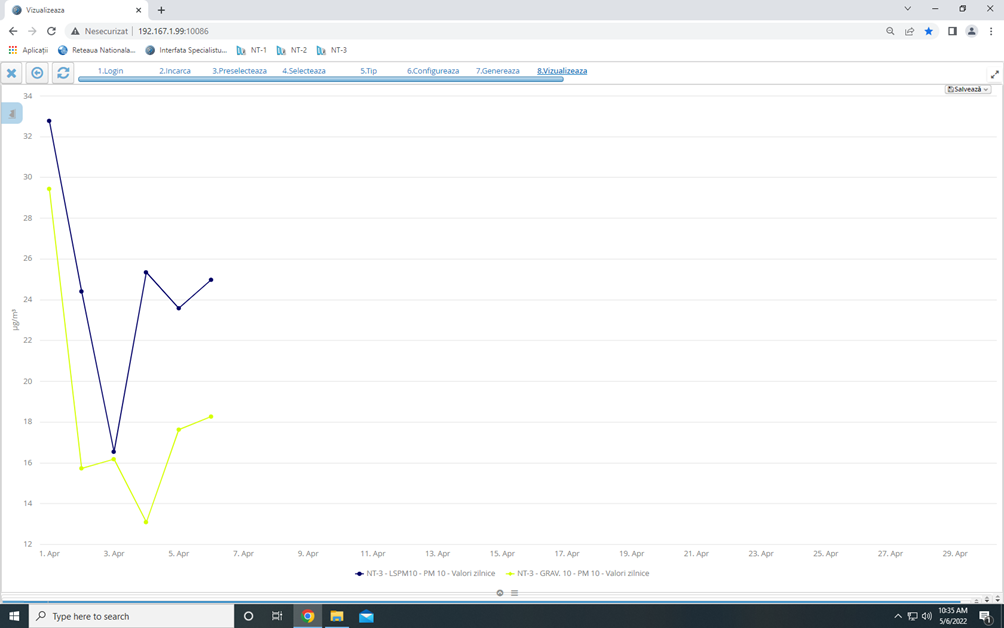 Vizualizeaza
Nesecurizat | 192.167.1.99:10086
Aplicații Reteaua Nationala... Interfata Specialistu... NT-1 NT-2 NT-3
1.Login 2.Incarca 3.Preselecteaza 4.Selecteaza 5.Tip 6.Configureaza 7.Genereaza 8.Vizualizeaza
Salvează
34
32
30
28
26
24
22
20
18
16
14
12
µg/m³
1. Apr 3. Apr 5. Apr 7. Apr 9. Apr 11. Apr 13. Apr 15. Apr 17. Apr 19. Apr 21. Apr 23. Apr 25. Apr 27. Apr 29. Apr
NT-3 - LSPM10 - PM 10 - Valori zilnice NT-3 - GRAV. 10 - PM 10 - Valori zilnice
Type here to search
10:35 AM
5/6/2022
1